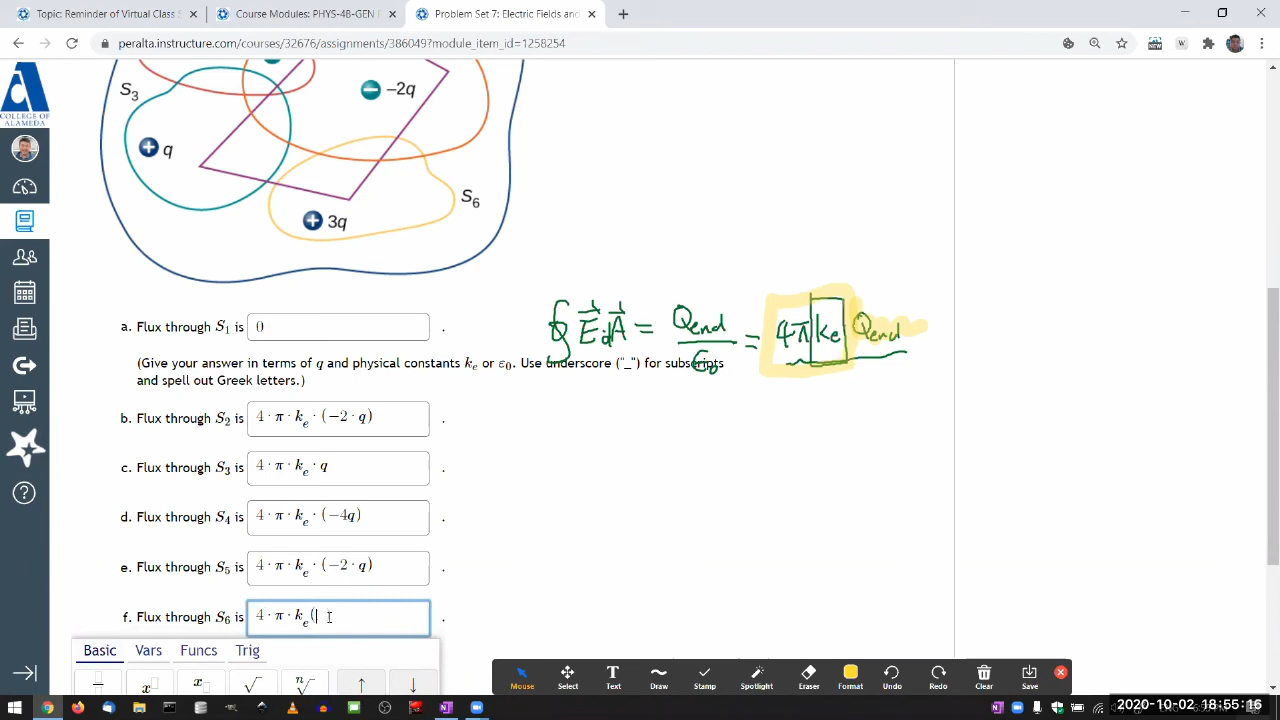 Topic: Reminder of Virtual Class S
Course Modules: PHYS-4B-GEN P
Problem Set 7: Electric Fields and
peralta.instructure.com/courses/32676/assignments/386049?module_item_id=1258254
COLLEGE OF
ALAMEDA
S3
−2q
q
S6
3q
∮ E⃗·dA⃗ = Qencl/ε0 = 4π ke Qencl
a. Flux through S1 is 0 .
(Give your answer in terms of q and physical constants ke or ε0. Use underscore ("_") for subscripts
and spell out Greek letters.)
b. Flux through S2 is 4 · π · ke · (−2 · q) .
c. Flux through S3 is 4 · π · ke · q .
d. Flux through S4 is 4 · π · ke · (−4q) .
e. Flux through S5 is 4 · π · ke · (−2 · q) .
f. Flux through S6 is 4 · π · ke( .
Basic Vars Funcs Trig
Mouse Select Text Draw Stamp Spotlight Eraser Format Undo Redo Clear Save
2020-10-02 18:55:16